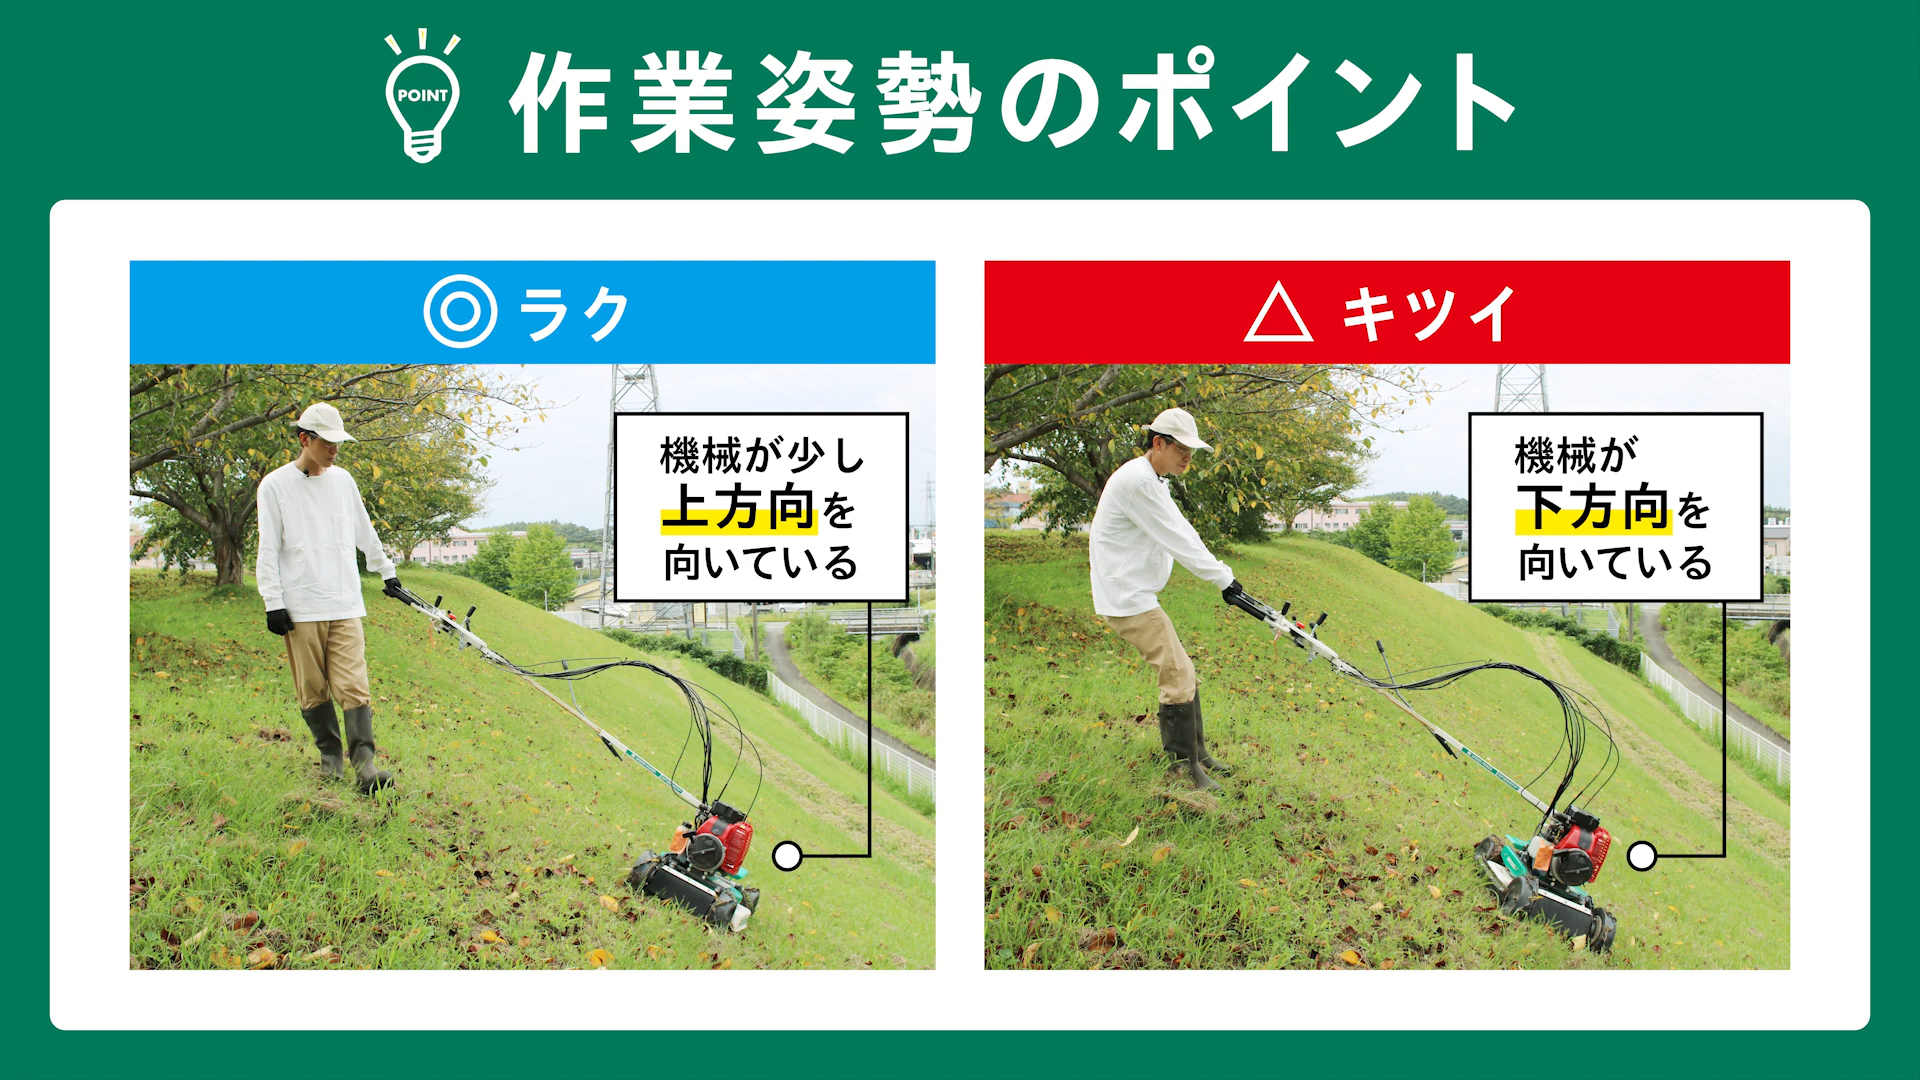 POINT
作業姿勢のポイント
◎ ラク
機械が少し
上方向を
向いている
△ キツイ
機械が
下方向を
向いている